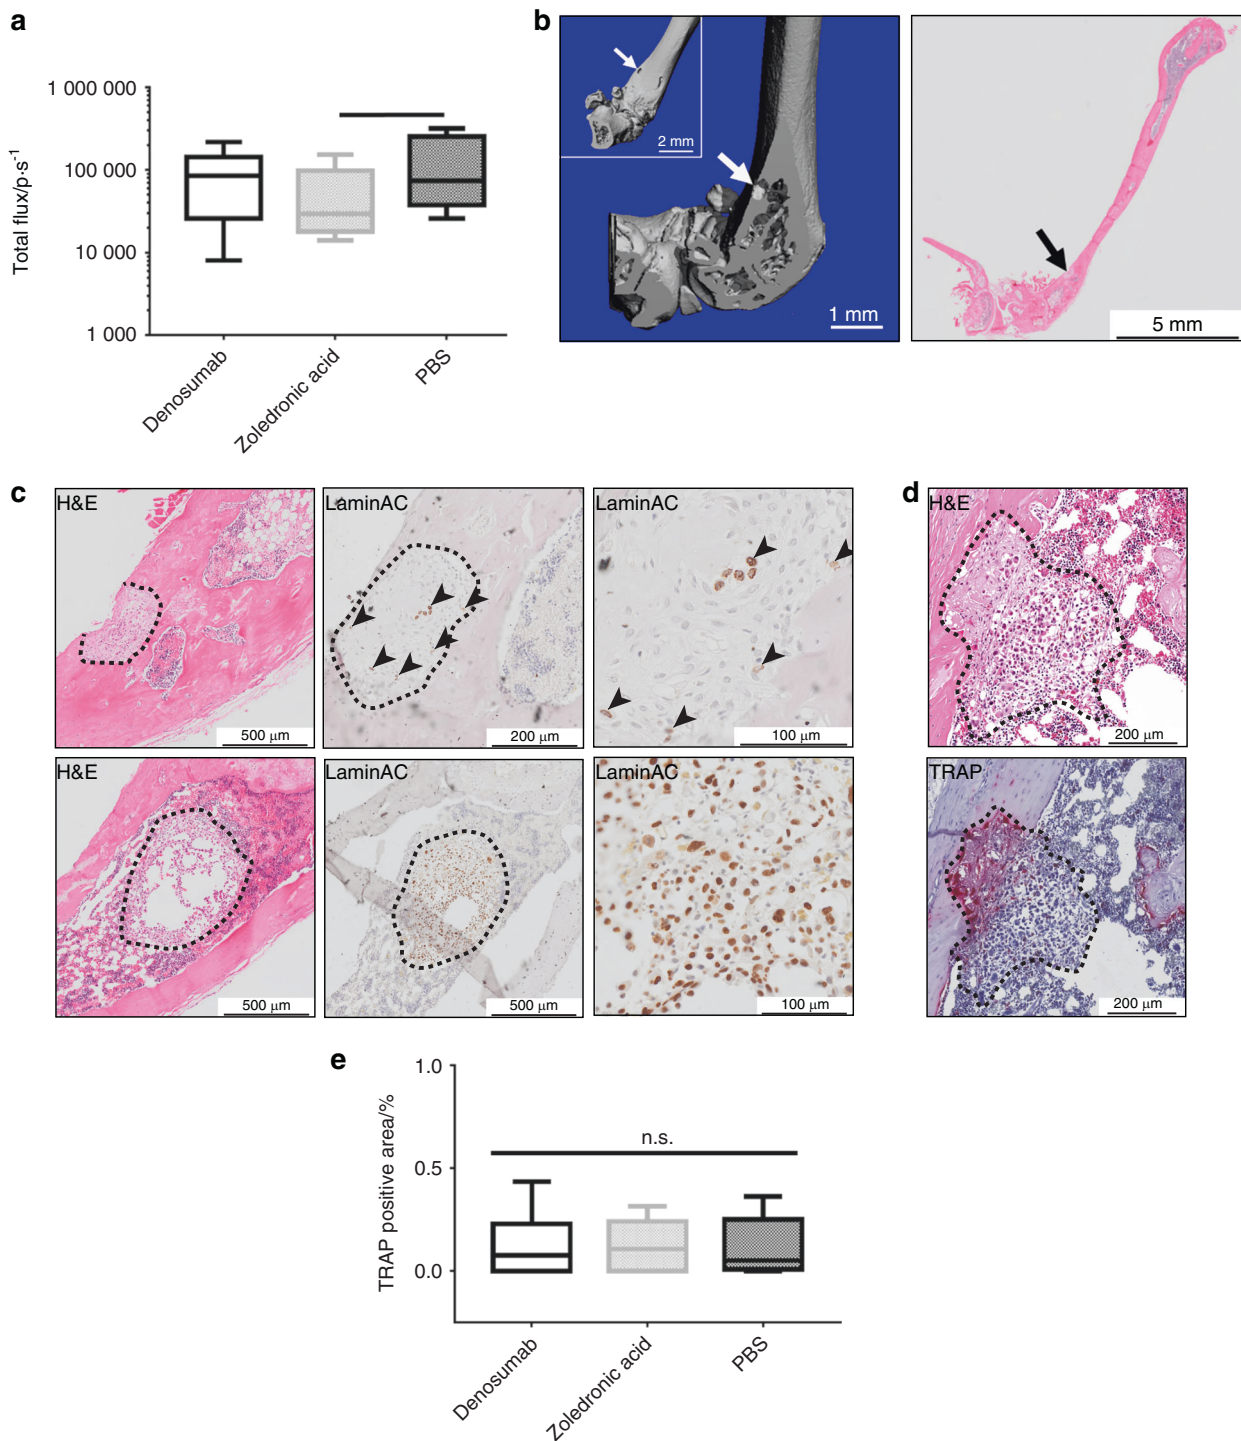 a
Total flux/p·s⁻¹
1 000 000
100 000
10 000
1 000
Denosumab
Zoledronic acid
PBS
b
2 mm
1 mm
5 mm
c
H&E
500 μm
LaminAC
200 μm
LaminAC
100 μm
H&E
500 μm
LaminAC
500 μm
LaminAC
100 μm
d
H&E
200 μm
TRAP
200 μm
e
TRAP positive area/%
1.0
0.5
0.0
n.s.
Denosumab
Zoledronic acid
PBS